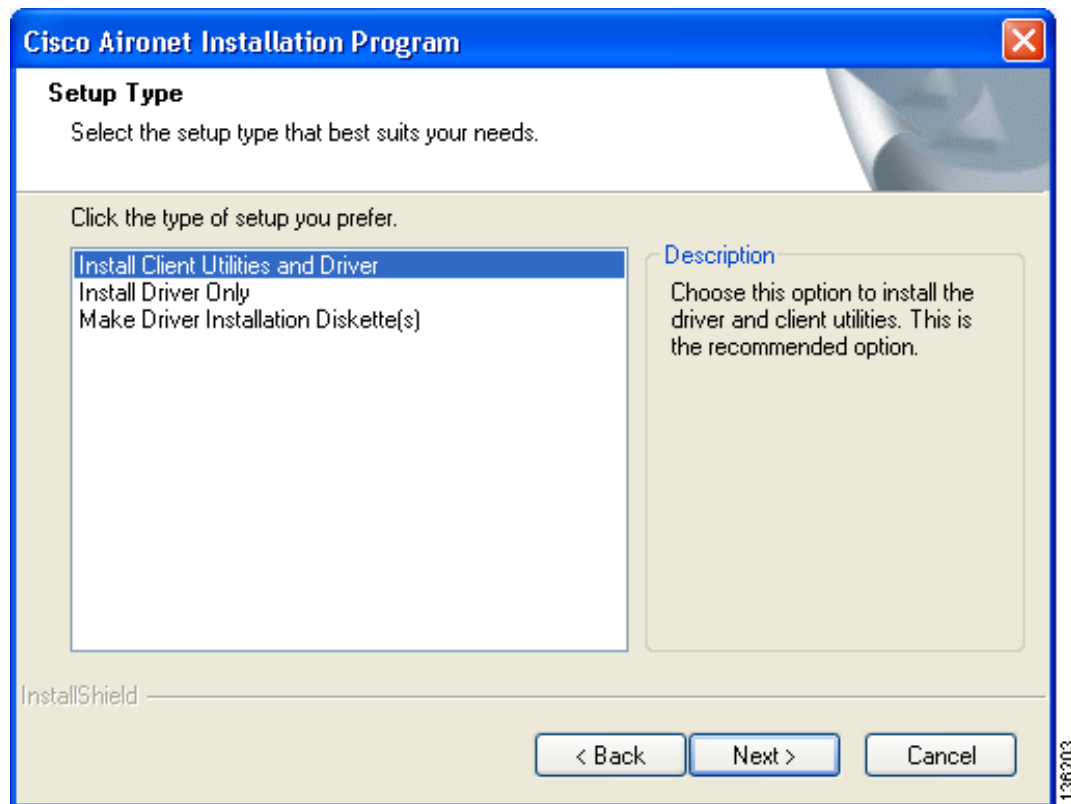 Cisco Aironet Installation Program
Setup Type
Select the setup type that best suits your needs.
Click the type of setup you prefer.
Install Client Utilities and Driver
Install Driver Only
Make Driver Installation Diskette(s)
Description
Choose this option to install the
driver and client utilities. This is
the recommended option.
InstallShield
< Back
Next >
Cancel
136203